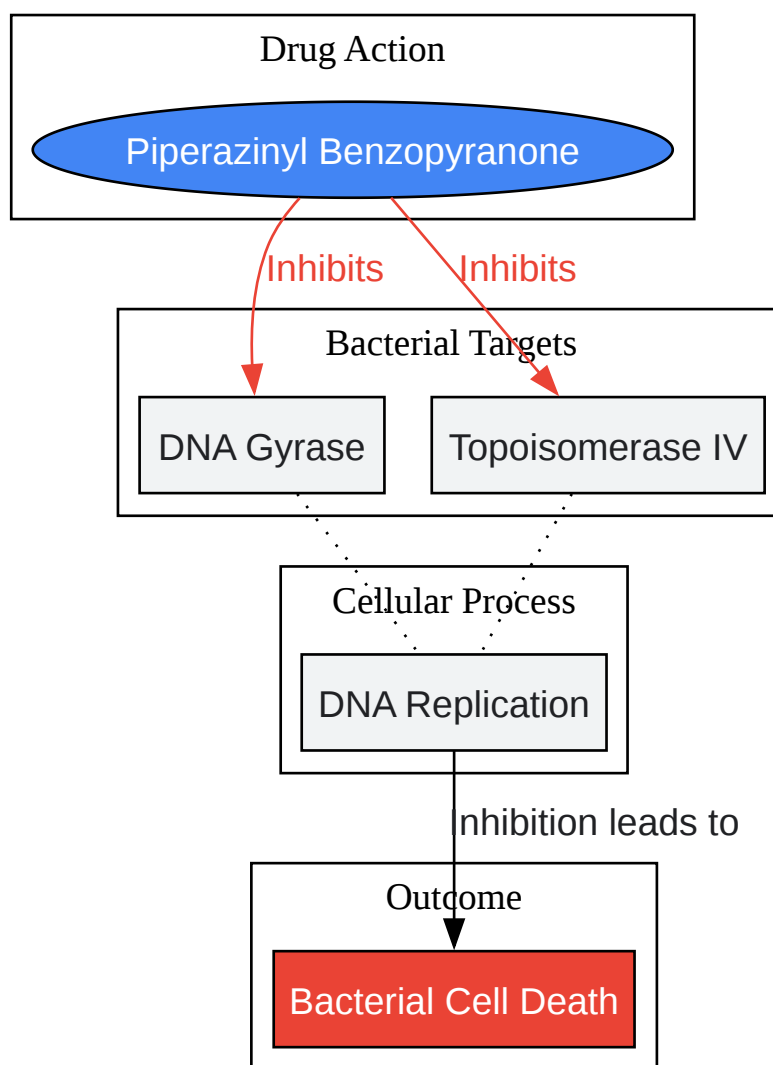 Drug Action
Piperazinyl Benzopyranone
Inhibits
Inhibits
Bacterial Targets
DNA Gyrase
Topoisomerase IV
Cellular Process
DNA Replication
Inhibition leads to
Outcome
Bacterial Cell Death